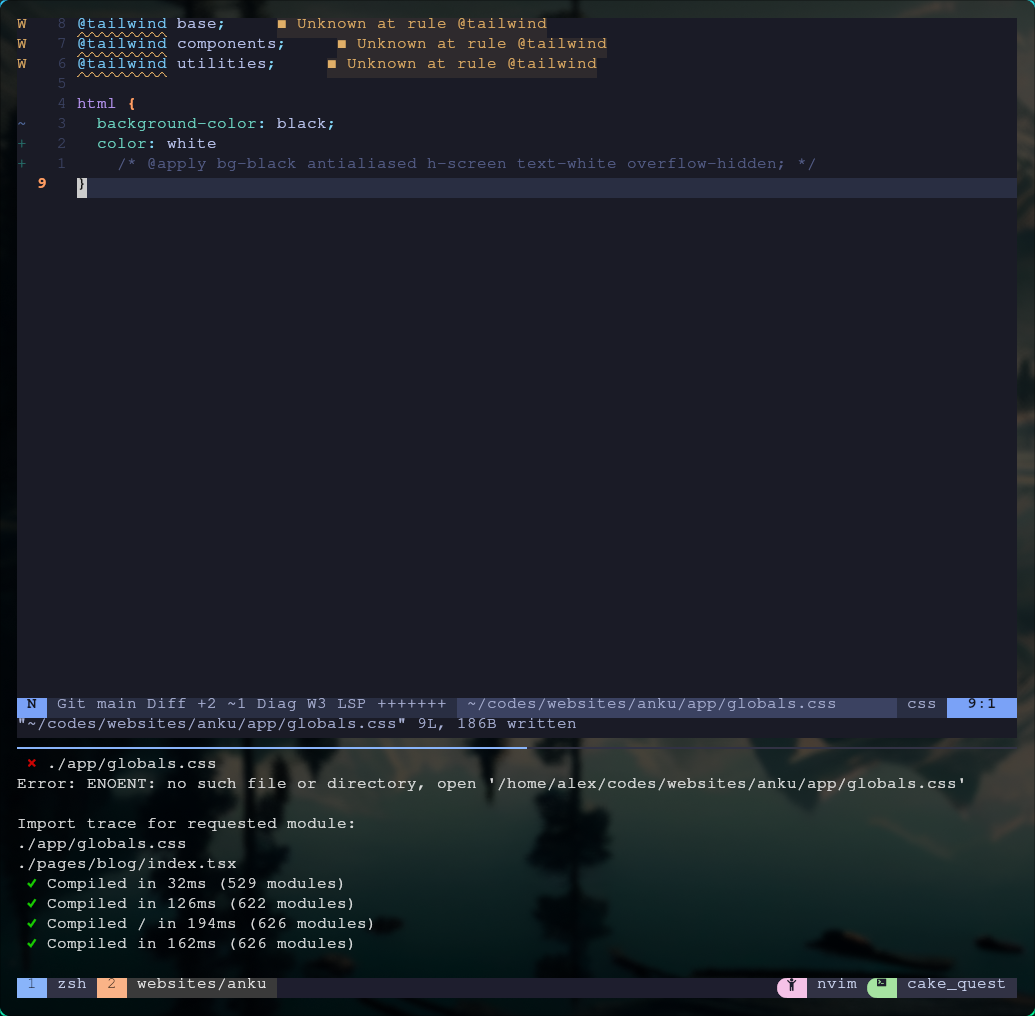 W 8 @tailwind base; ■ Unknown at rule @tailwind
W 7 @tailwind components; ■ Unknown at rule @tailwind
W 6 @tailwind utilities; ■ Unknown at rule @tailwind
5
4 html {
~ 3 background-color: black;
+ 2 color: white
+ 1 /* @apply bg-black antialiased h-screen text-white overflow-hidden; */
9 }
N Git main Diff +2 ~1 Diag W3 LSP +++++++ ~/codes/websites/anku/app/globals.css css 9:1
"~/codes/websites/anku/app/globals.css" 9L, 186B written
× ./app/globals.css
Error: ENOENT: no such file or directory, open '/home/alex/codes/websites/anku/app/globals.css'
Import trace for requested module:
./app/globals.css
./pages/blog/index.tsx
✓ Compiled in 32ms (529 modules)
✓ Compiled in 126ms (622 modules)
✓ Compiled / in 194ms (626 modules)
✓ Compiled in 162ms (626 modules)
1 zsh 2 websites/anku nvim cake_quest